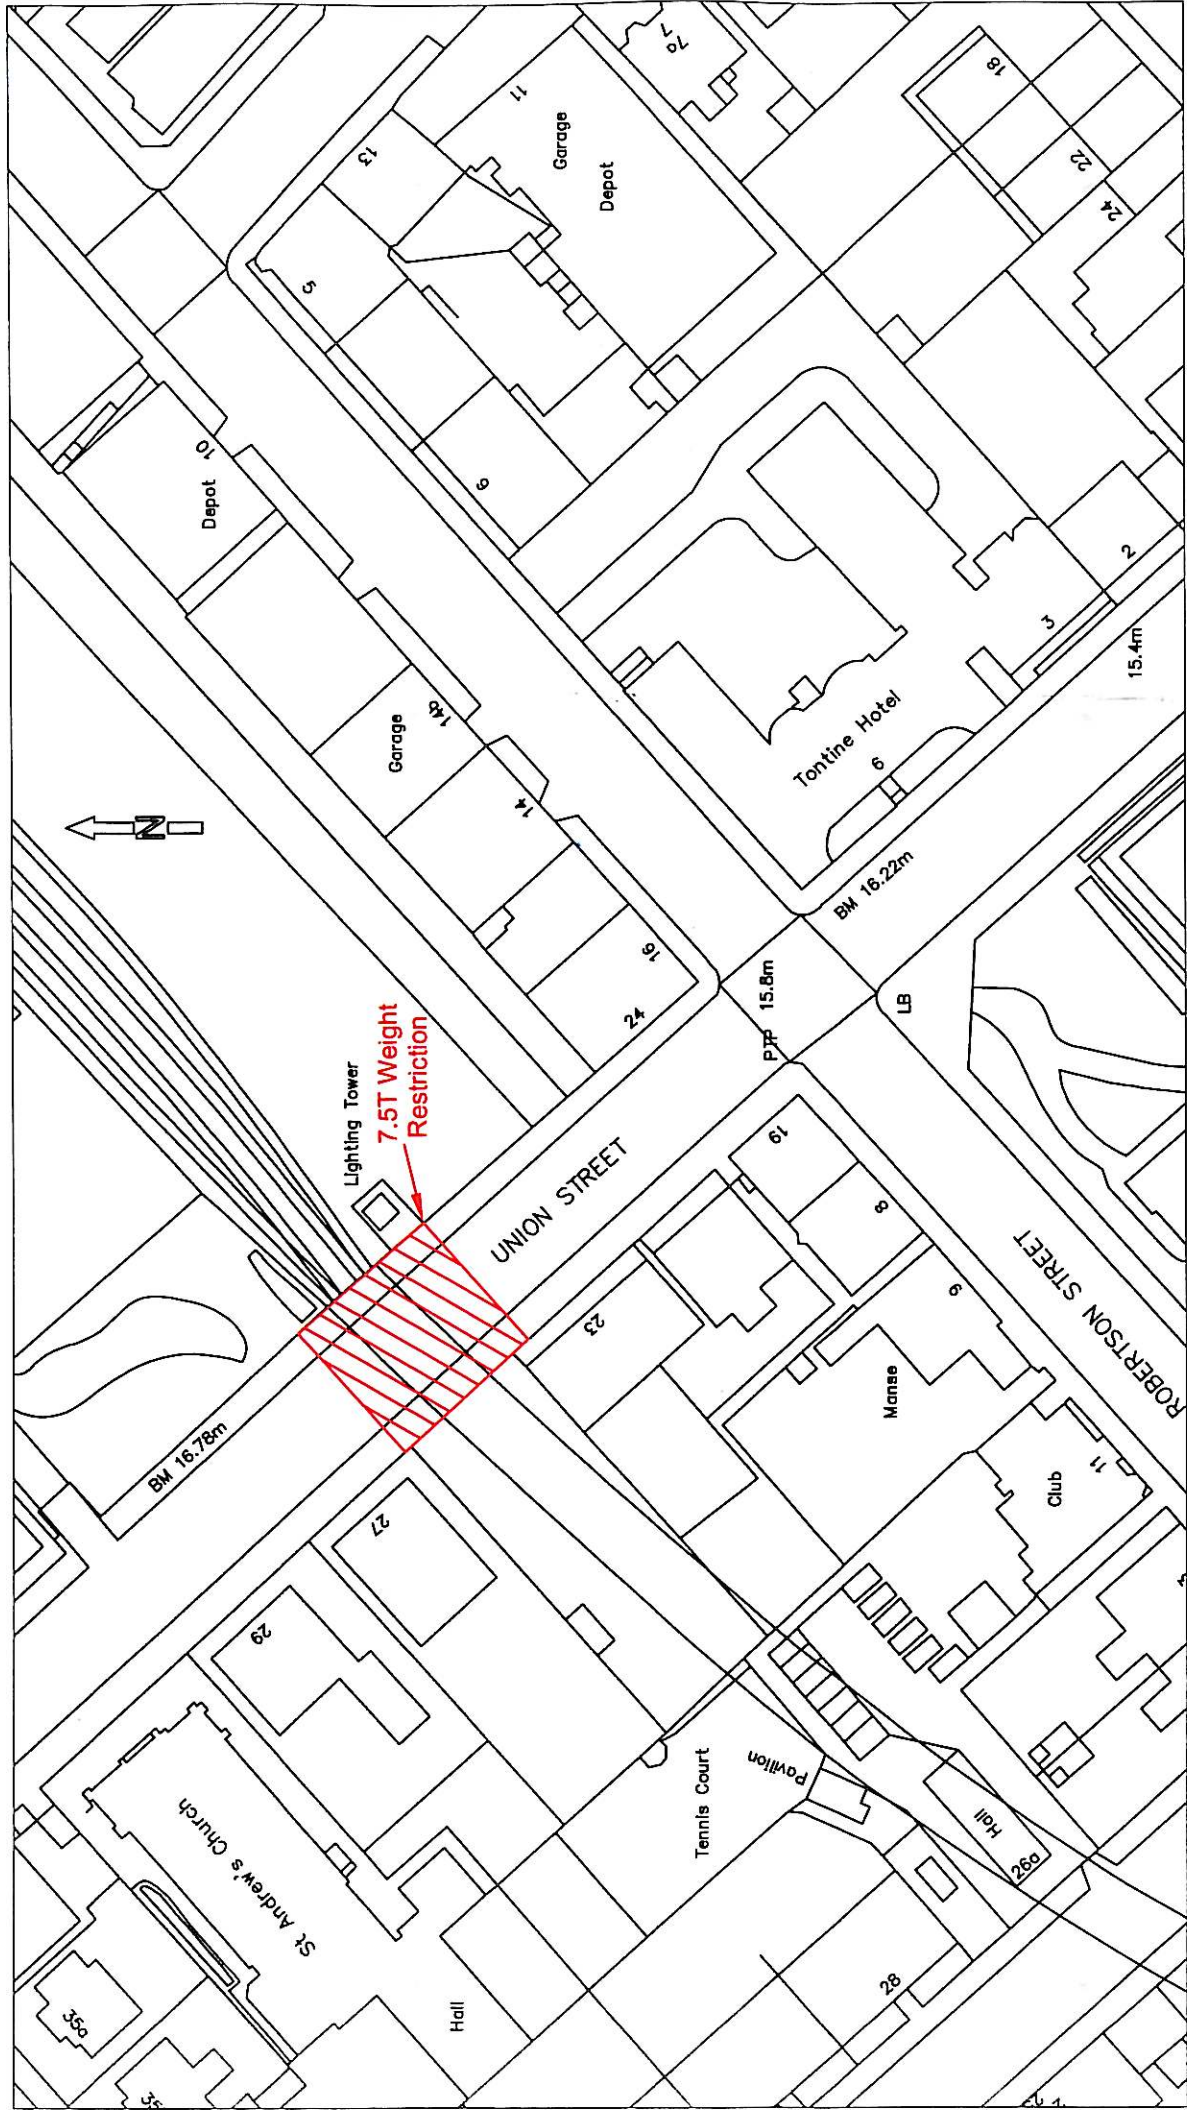 7
7a
18
11
Garage
Depot
13
22
24
5
10
Depot
6
2
3
15.4m
14b
Garage
Tontine Hotel
6
14
N
BM 16.22m
16
24
PTP 15.8m
LB
Lighting Tower
7.5T Weight
Restriction
UNION STREET
19
8
ROBERTSON STREET
23
9
BM 16.78m
Manse
11
Club
27
29
St Andrew's Church
Tennis Court
Pavilion
Hall
26a
28
Hall
35a
35